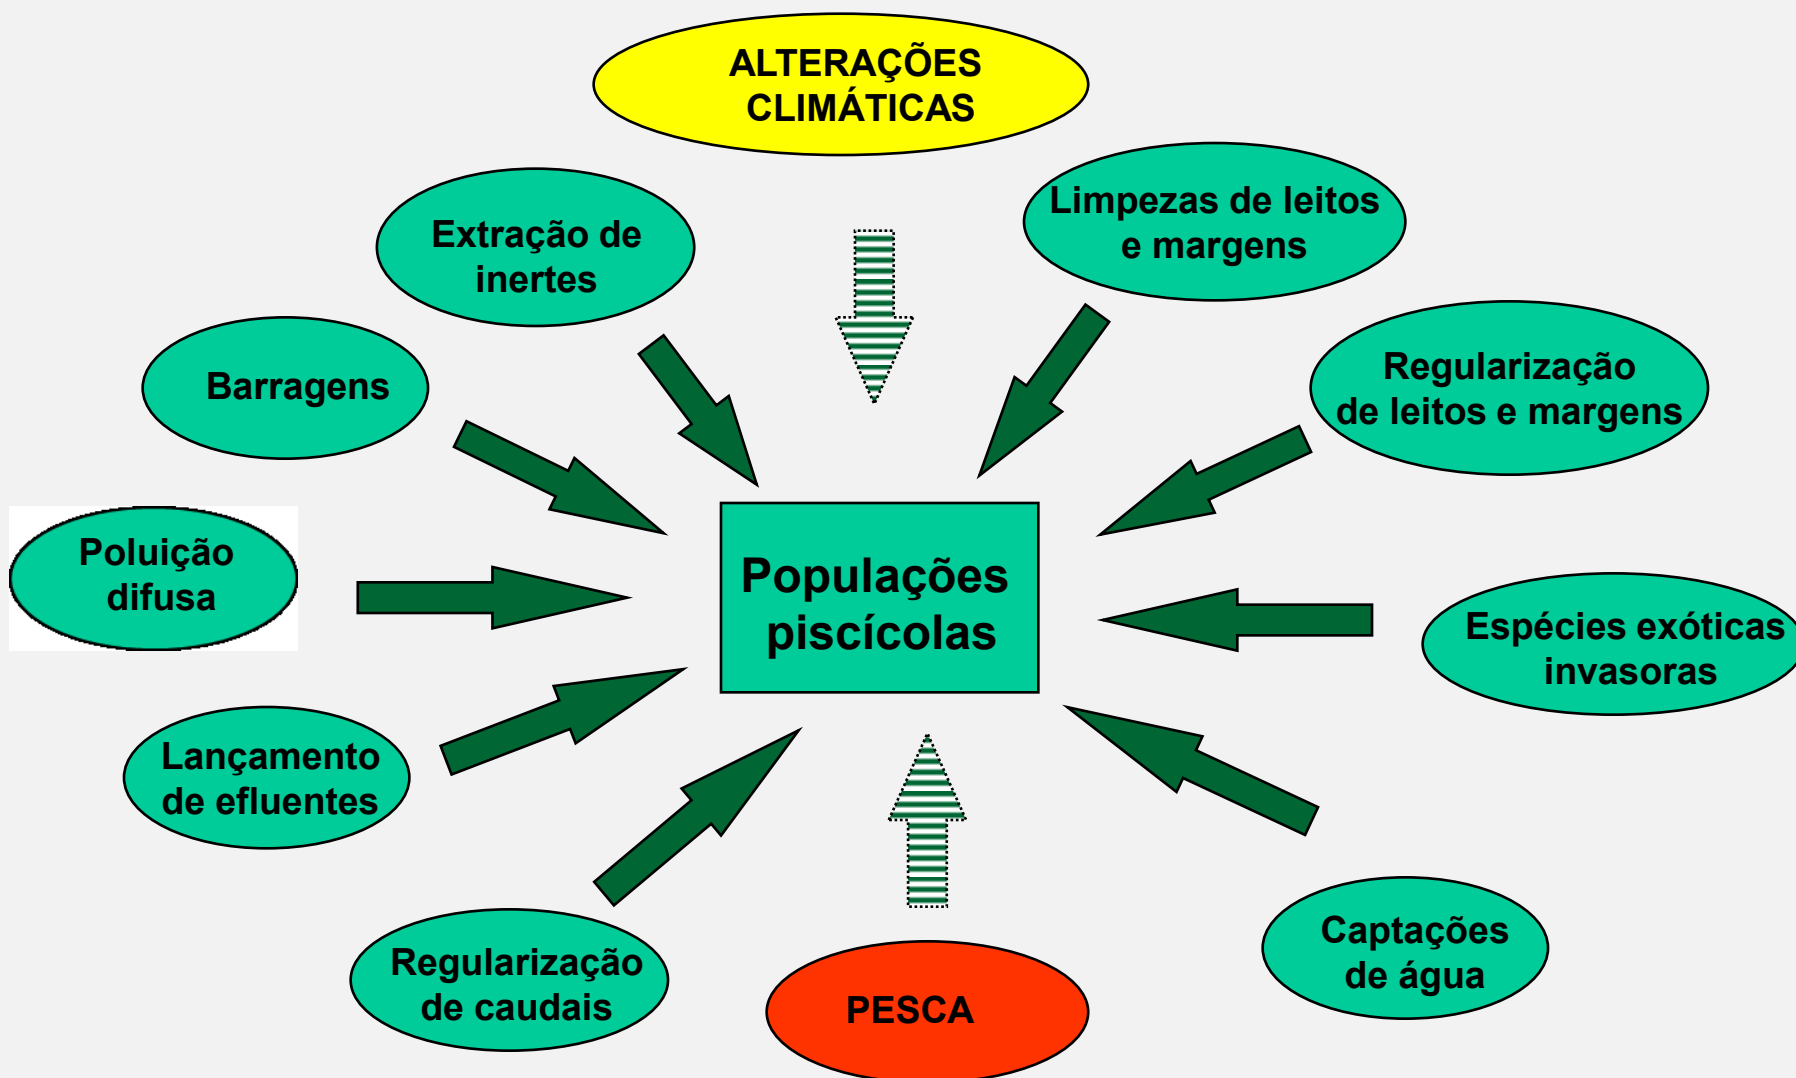 ALTERAÇÕES
CLIMÁTICAS
Limpezas de leitos
e margens
Extração de
inertes
Barragens
Regularização
de leitos e margens
Poluição
difusa
Populações
piscícolas
Espécies exóticas
invasoras
Lançamento
de efluentes
Regularização
de caudais
PESCA
Captações
de água